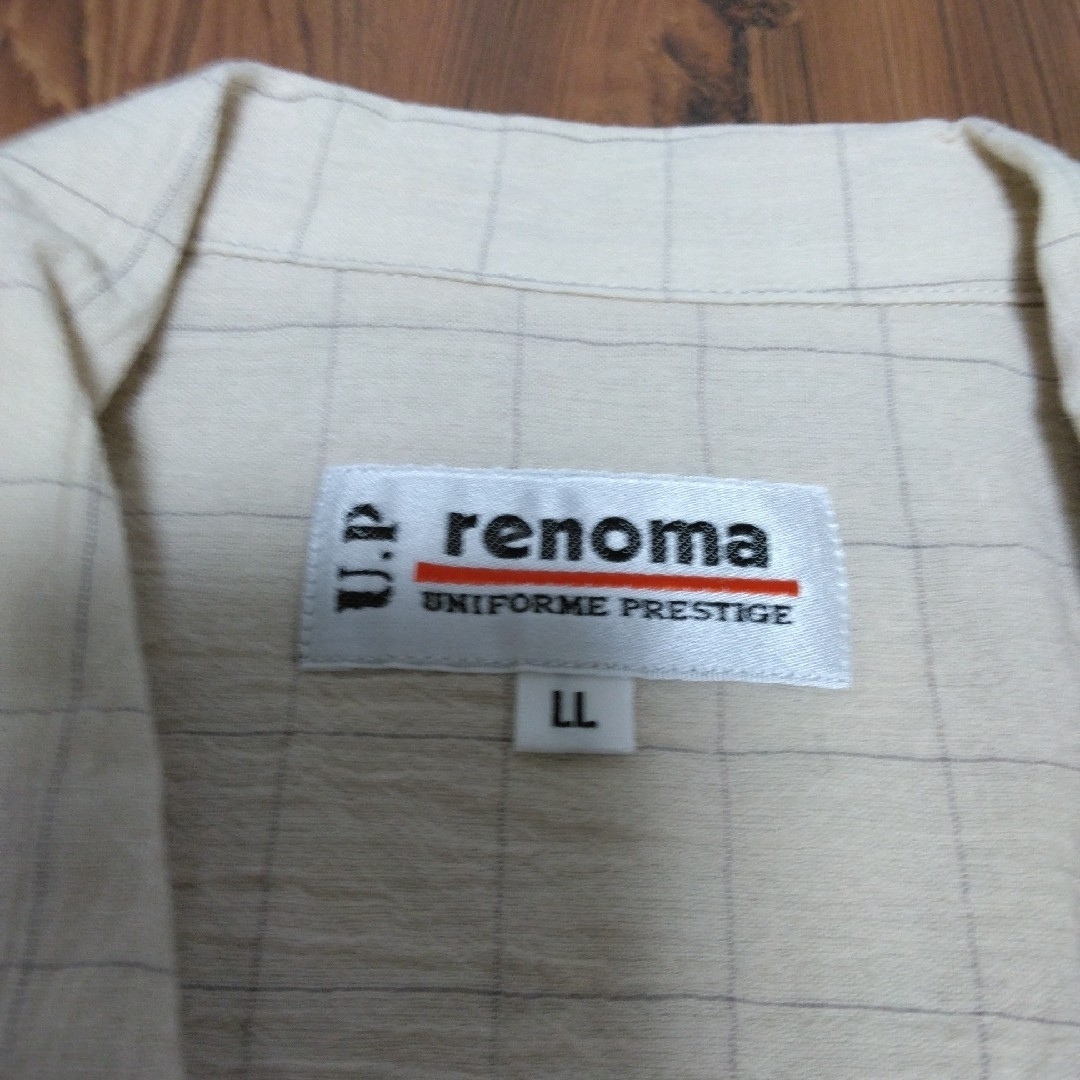 U.P
renoma
UNIFORME PRESTIGE
LL